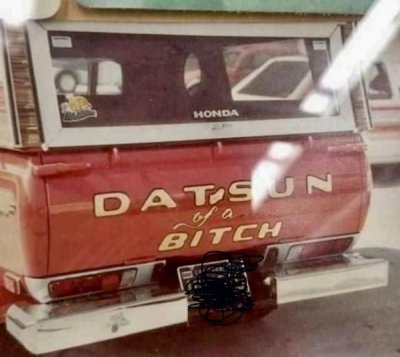 HONDA
DATSUN
of a
BITCH